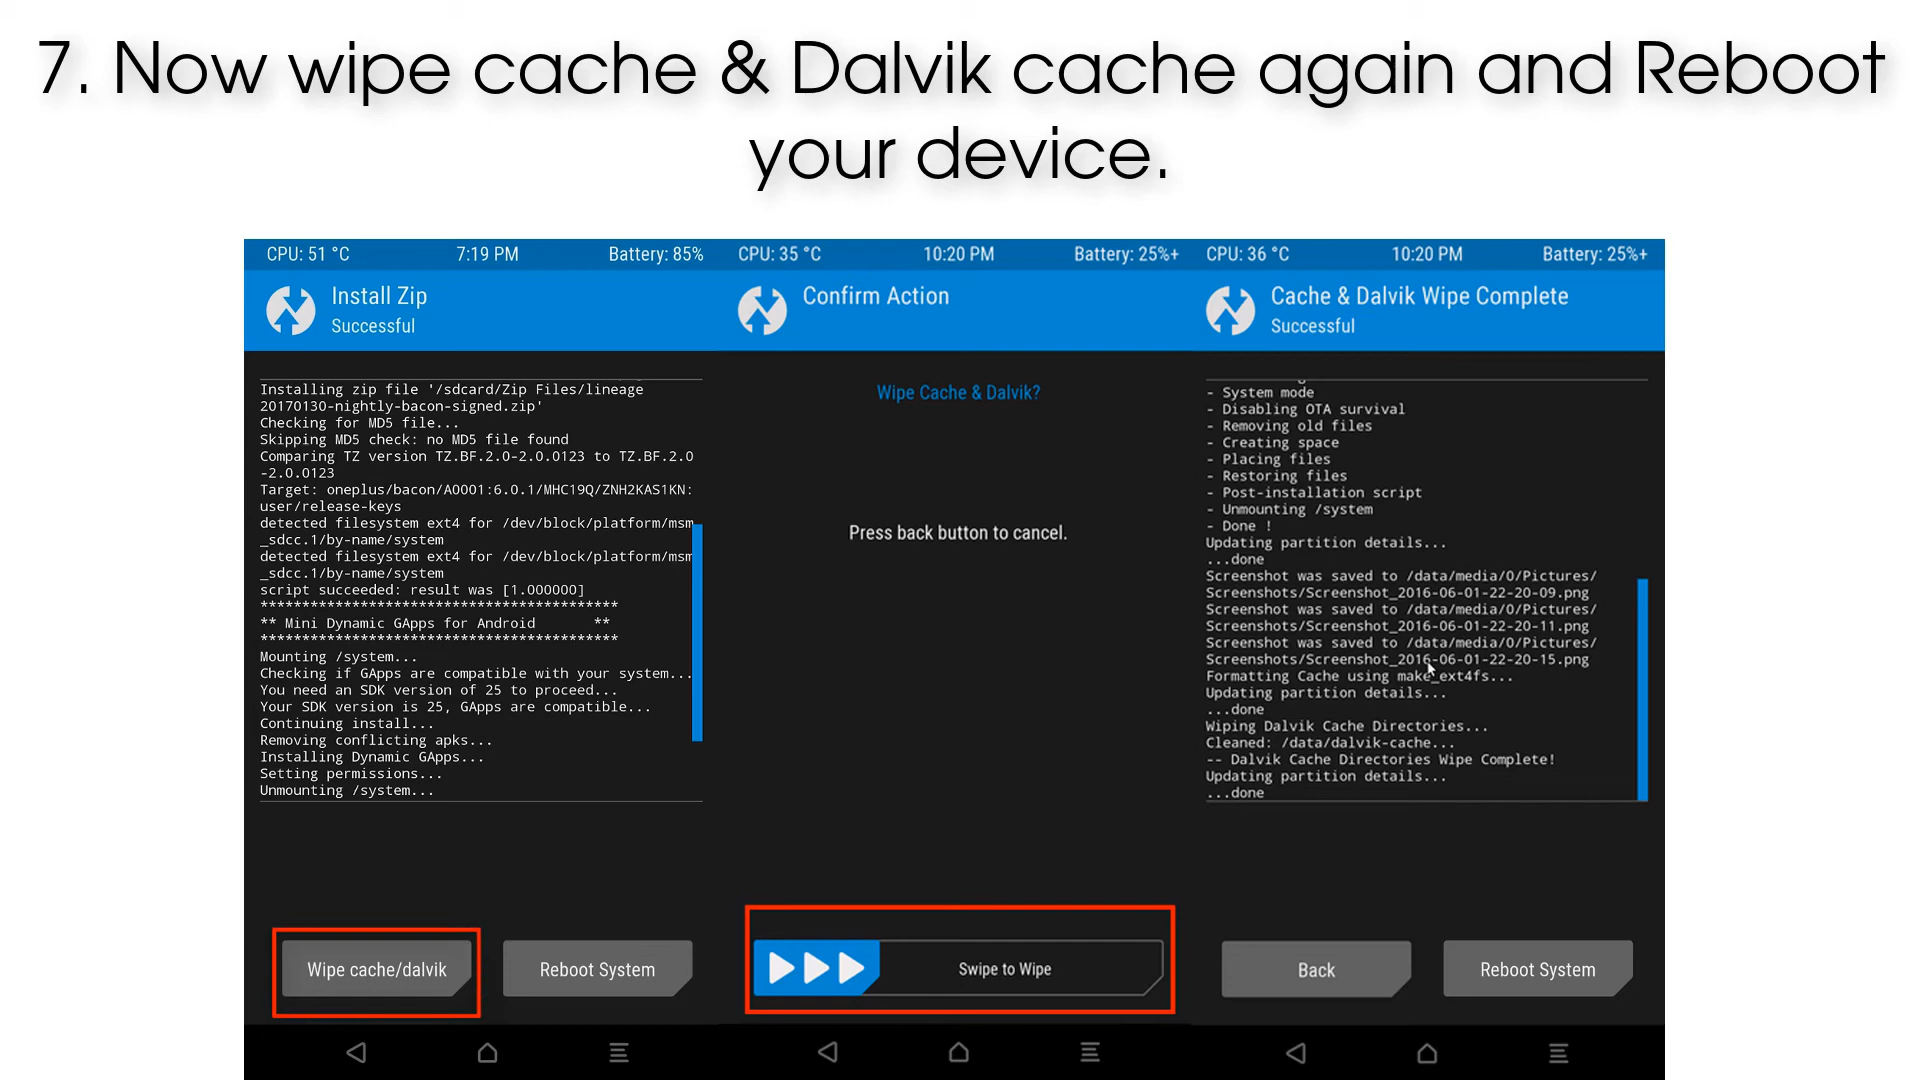 7. Now wipe cache & Dalvik cache again and Reboot
your device.
CPU: 51 °C 7:19 PM Battery: 85%
Install Zip
Successful
Installing zip file '/sdcard/Zip Files/lineage
20170130-nightly-bacon-signed.zip'
Checking for MD5 file...
Skipping MD5 check: no MD5 file found
Comparing TZ version TZ.BF.2.0-2.0.0123 to TZ.BF.2.0
-2.0.0123
Target: oneplus/bacon/A0001:6.0.1/MHC19Q/ZNH2KAS1KN:
user/release-keys
detected filesystem ext4 for /dev/block/platform/msm
_sdcc.1/by-name/system
detected filesystem ext4 for /dev/block/platform/msm
_sdcc.1/by-name/system
script succeeded: result was [1.000000]
*******************************************
** Mini Dynamic GApps for Android **
*******************************************
Mounting /system...
Checking if GApps are compatible with your system...
You need an SDK version of 25 to proceed...
Your SDK version is 25, GApps are compatible...
Continuing install...
Removing conflicting apks...
Installing Dynamic GApps...
Setting permissions...
Unmounting /system...
Wipe cache/dalvik
Reboot System
CPU: 35 °C 10:20 PM Battery: 25%+
Confirm Action
Wipe Cache & Dalvik?
Press back button to cancel.
Swipe to Wipe
CPU: 36 °C 10:20 PM Battery: 25%+
Cache & Dalvik Wipe Complete
Successful
- System mode
- Disabling OTA survival
- Removing old files
- Creating space
- Placing files
- Restoring files
- Post-installation script
- Unmounting /system
- Done !
Updating partition details...
...done
Screenshot was saved to /data/media/0/Pictures/
Screenshots/Screenshot_2016-06-01-22-20-09.png
Screenshot was saved to /data/media/0/Pictures/
Screenshots/Screenshot_2016-06-01-22-20-11.png
Screenshot was saved to /data/media/0/Pictures/
Screenshots/Screenshot_2016-06-01-22-20-15.png
Formatting Cache using make_ext4fs...
Updating partition details...
...done
Wiping Dalvik Cache Directories...
Cleaned: /data/dalvik-cache...
-- Dalvik Cache Directories Wipe Complete!
Updating partition details...
...done
Back
Reboot System